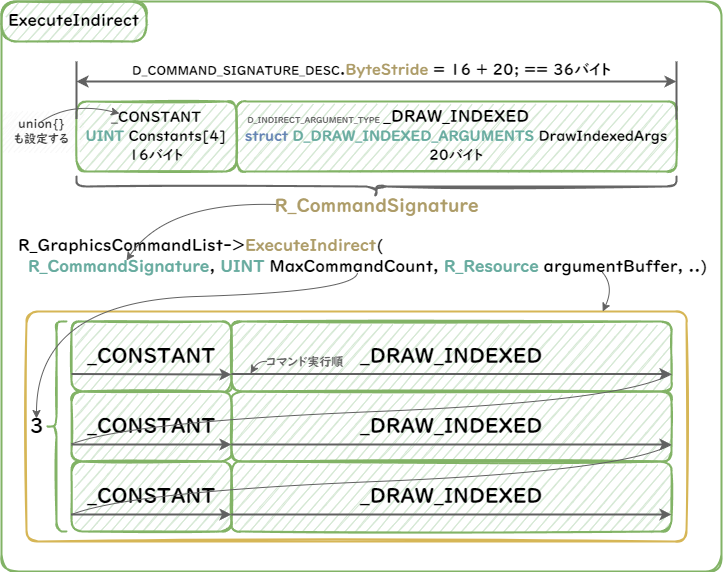 ExecuteIndirect
D_COMMAND_SIGNATURE_DESC.ByteStride = 16 + 20; == 36バイト
union{}
も設定する
_CONSTANT
UINT Constants[4]
16バイト
D_INDIRECT_ARGUMENT_TYPE _DRAW_INDEXED
struct D_DRAW_INDEXED_ARGUMENTS DrawIndexedArgs
20バイト
R_CommandSignature
R_GraphicsCommandList->ExecuteIndirect(
R_CommandSignature, UINT MaxCommandCount, R_Resource argumentBuffer, ..)
3
_CONSTANT
コマンド実行順
_DRAW_INDEXED
_CONSTANT
_DRAW_INDEXED
_CONSTANT
_DRAW_INDEXED